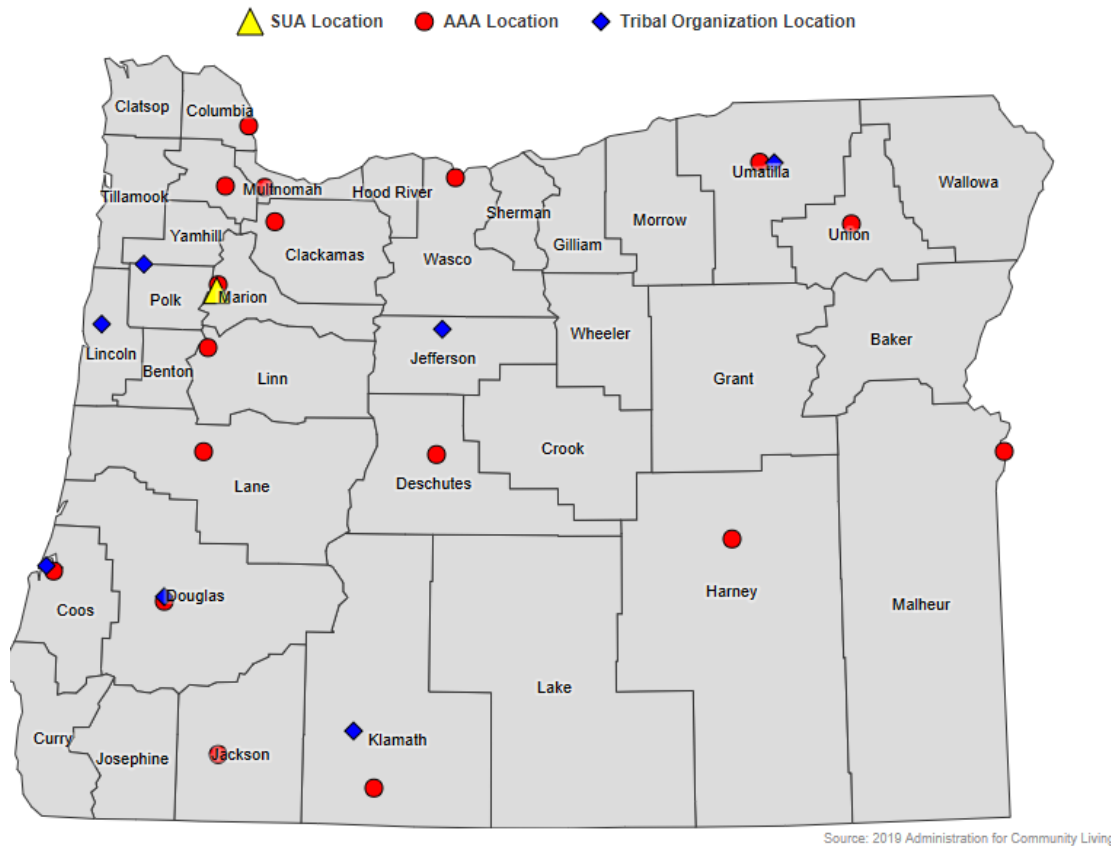 SUA Location AAA Location Tribal Organization Location
Clatsop
Columbia
Tillamook
Multnomah
Hood River
Sherman
Umatilla
Wallowa
Morrow
Gilliam
Union
Yamhill
Clackamas
Wasco
Polk
Marion
Wheeler
Baker
Lincoln
Benton
Linn
Jefferson
Grant
Crook
Lane
Deschutes
Harney
Malheur
Coos
Douglas
Lake
Curry
Josephine
Jackson
Klamath
Source: 2019 Administration for Community Living